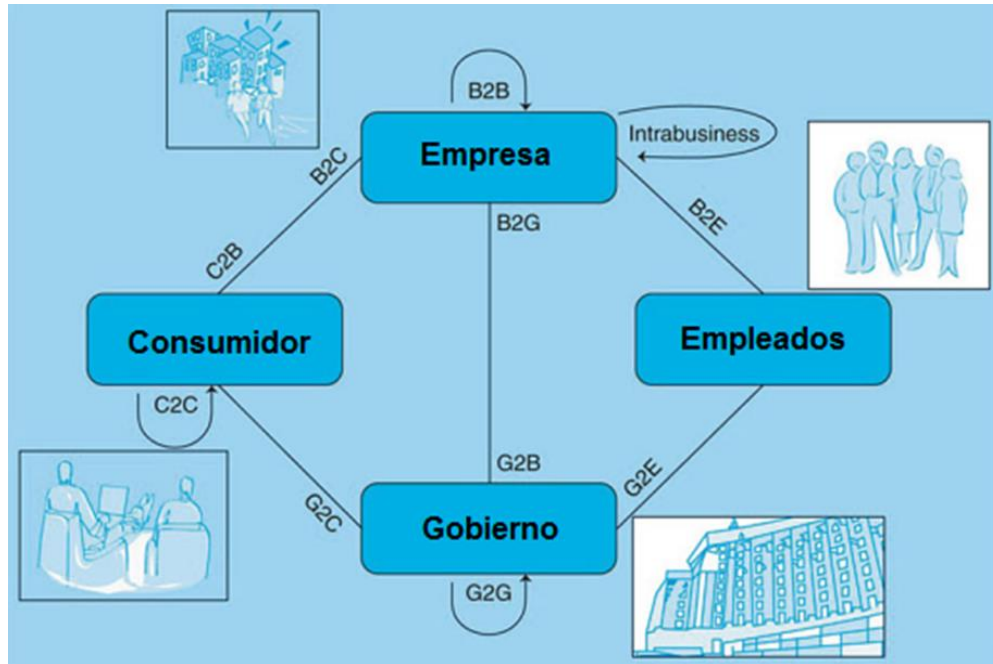 B2B
Empresa
Intrabusiness
B2C
B2G
B2E
C2B
Consumidor
Empleados
C2C
G2B
G2C
G2E
Gobierno
G2G